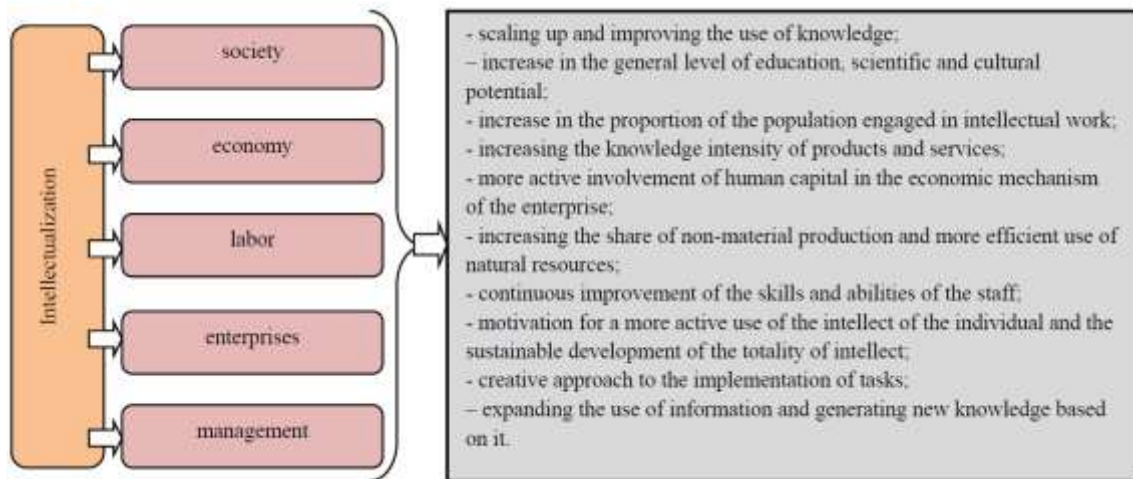 Intellectualization
society
economy
labor
enterprises
management
- scaling up and improving the use of knowledge;
– increase in the general level of education, scientific and cultural
potential;
- increase in the proportion of the population engaged in intellectual work;
- increasing the knowledge intensity of products and services;
- more active involvement of human capital in the economic mechanism
of the enterprise;
- increasing the share of non-material production and more efficient use of
natural resources;
- continuous improvement of the skills and abilities of the staff;
- motivation for a more active use of the intellect of the individual and the
sustainable development of the totality of intellect;
- creative approach to the implementation of tasks;
– expanding the use of information and generating new knowledge based
on it.